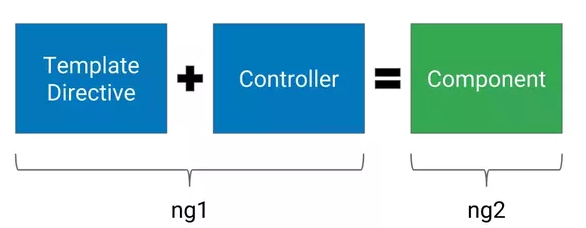 Template
Directive
+
Controller
=
Component
ng1
ng2